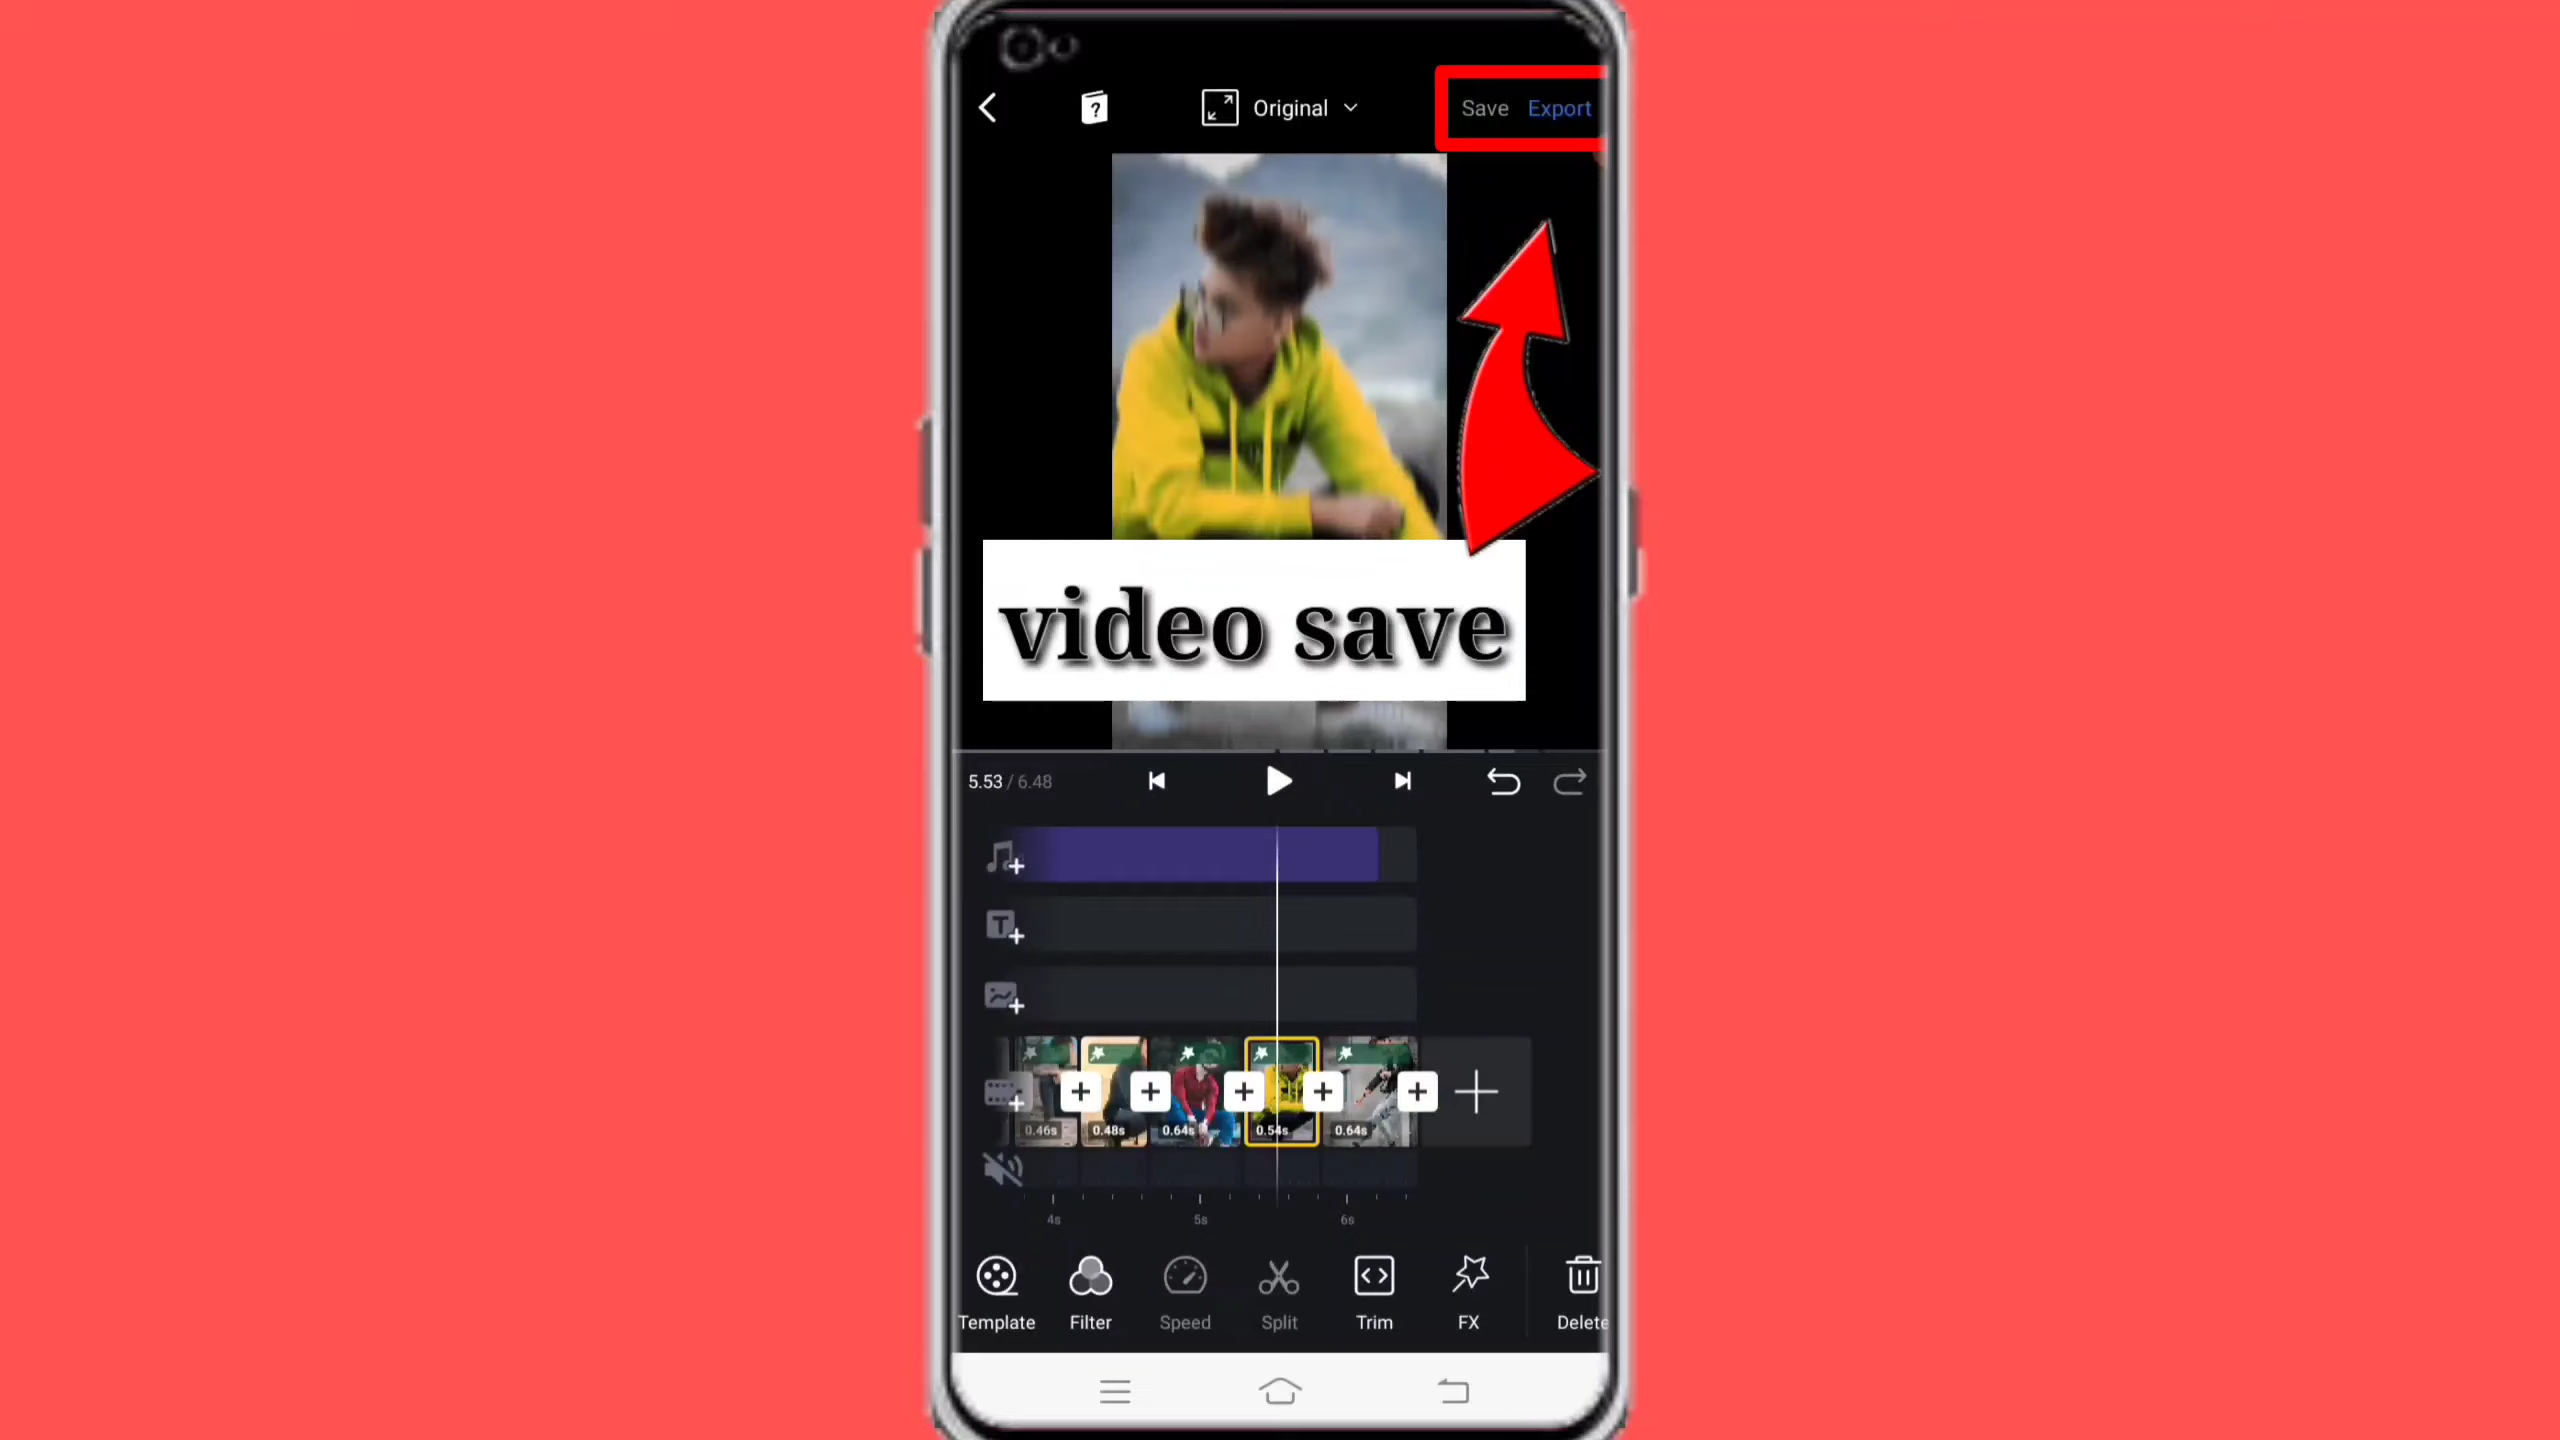 Original
Save Export
video save
5.53 / 6.48
0.46s 0.48s 0.64s 0.54s 0.64s
4s 5s 6s
Template Filter Speed Split Trim FX Delete